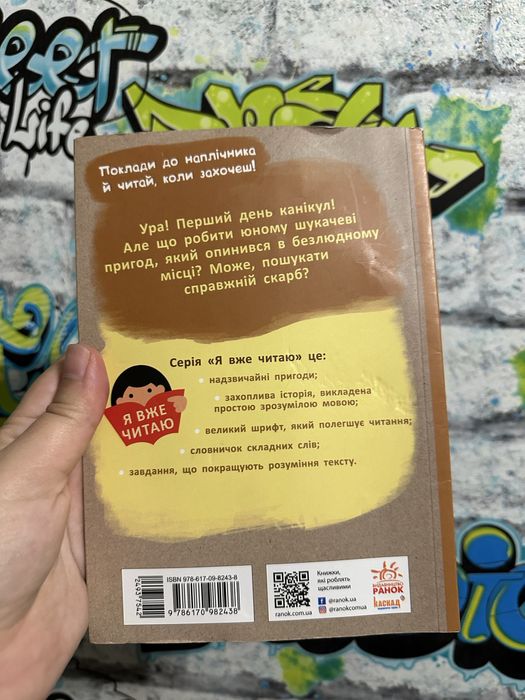 Поклади до наплічника
й читай, коли захочеш!
Ура! Перший день канікул!
Але що робити юному шукачеві
пригод, який опинився в безлюдному
місці? Може, пошукати
справжній скарб?
Серія «Я вже читаю» це:
надзвичайні пригоди;
захоплива історія, викладена
простою зрозумілою мовою;
великий шрифт, який полегшує читання;
словничок складних слів;
завдання, що покращують розуміння тексту.
Я ВЖЕ
ЧИТАЮ
ISBN 978-617-09-8243-8
9 786170 982438
ranok.com.ua
Книжки,
які роблять
щасливими
@ranok.ua
@ranokcomua
ВИДАВНИЦТВО
РАНОК
КАСКАД
Life